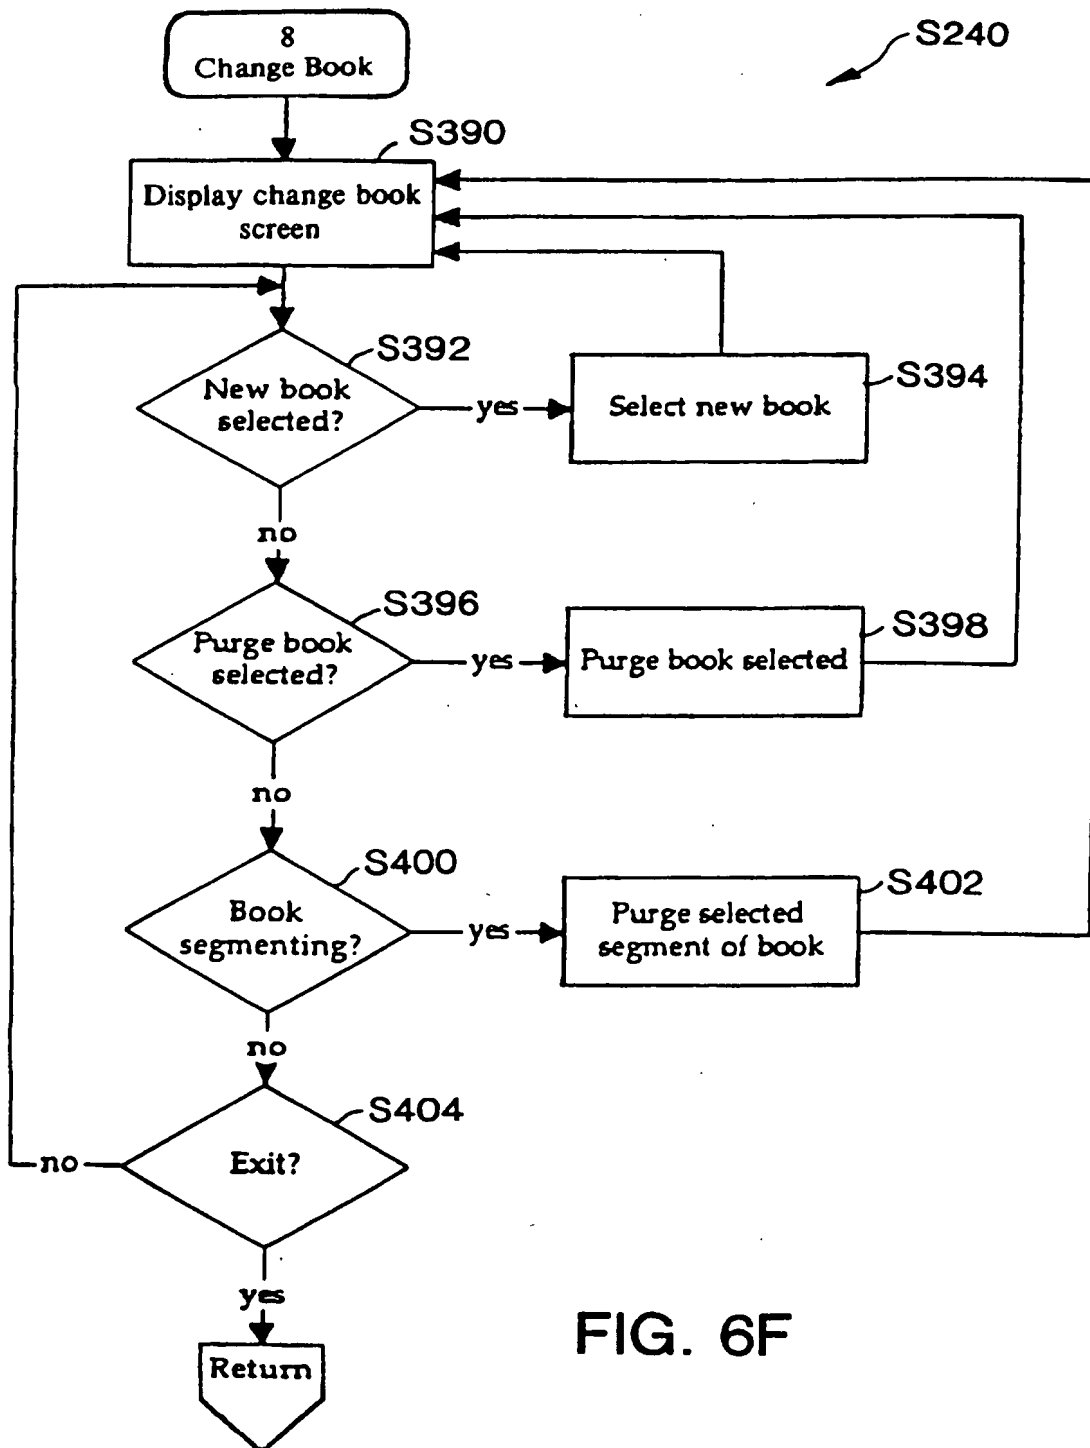 8
Change Book
S240
S390
Display change book
screen
S392
New book
selected?
yes
S394
Select new book
no
S396
Purge book
selected?
yes
S398
Purge book selected
no
S400
Book
segmenting?
yes
S402
Purge selected
segment of book
no
S404
Exit?
no
yes
Return
FIG. 6F